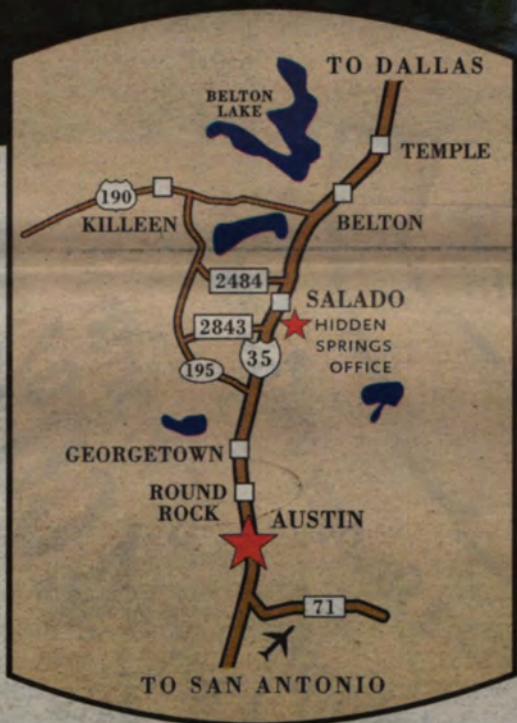 TO DALLAS
BELTON
LAKE
TEMPLE
190
KILLEEN
BELTON
2484
SALADO
2843
HIDDEN
SPRINGS
OFFICE
35
195
GEORGETOWN
ROUND
ROCK
AUSTIN
71
TO SAN ANTONIO